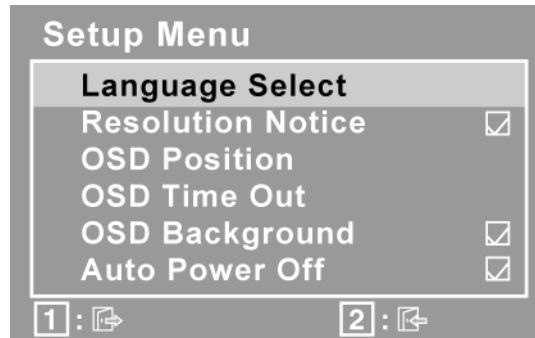 Setup Menu
Language Select
Resolution Notice
OSD Position
OSD Time Out
OSD Background
Auto Power Off
1 : 2 :